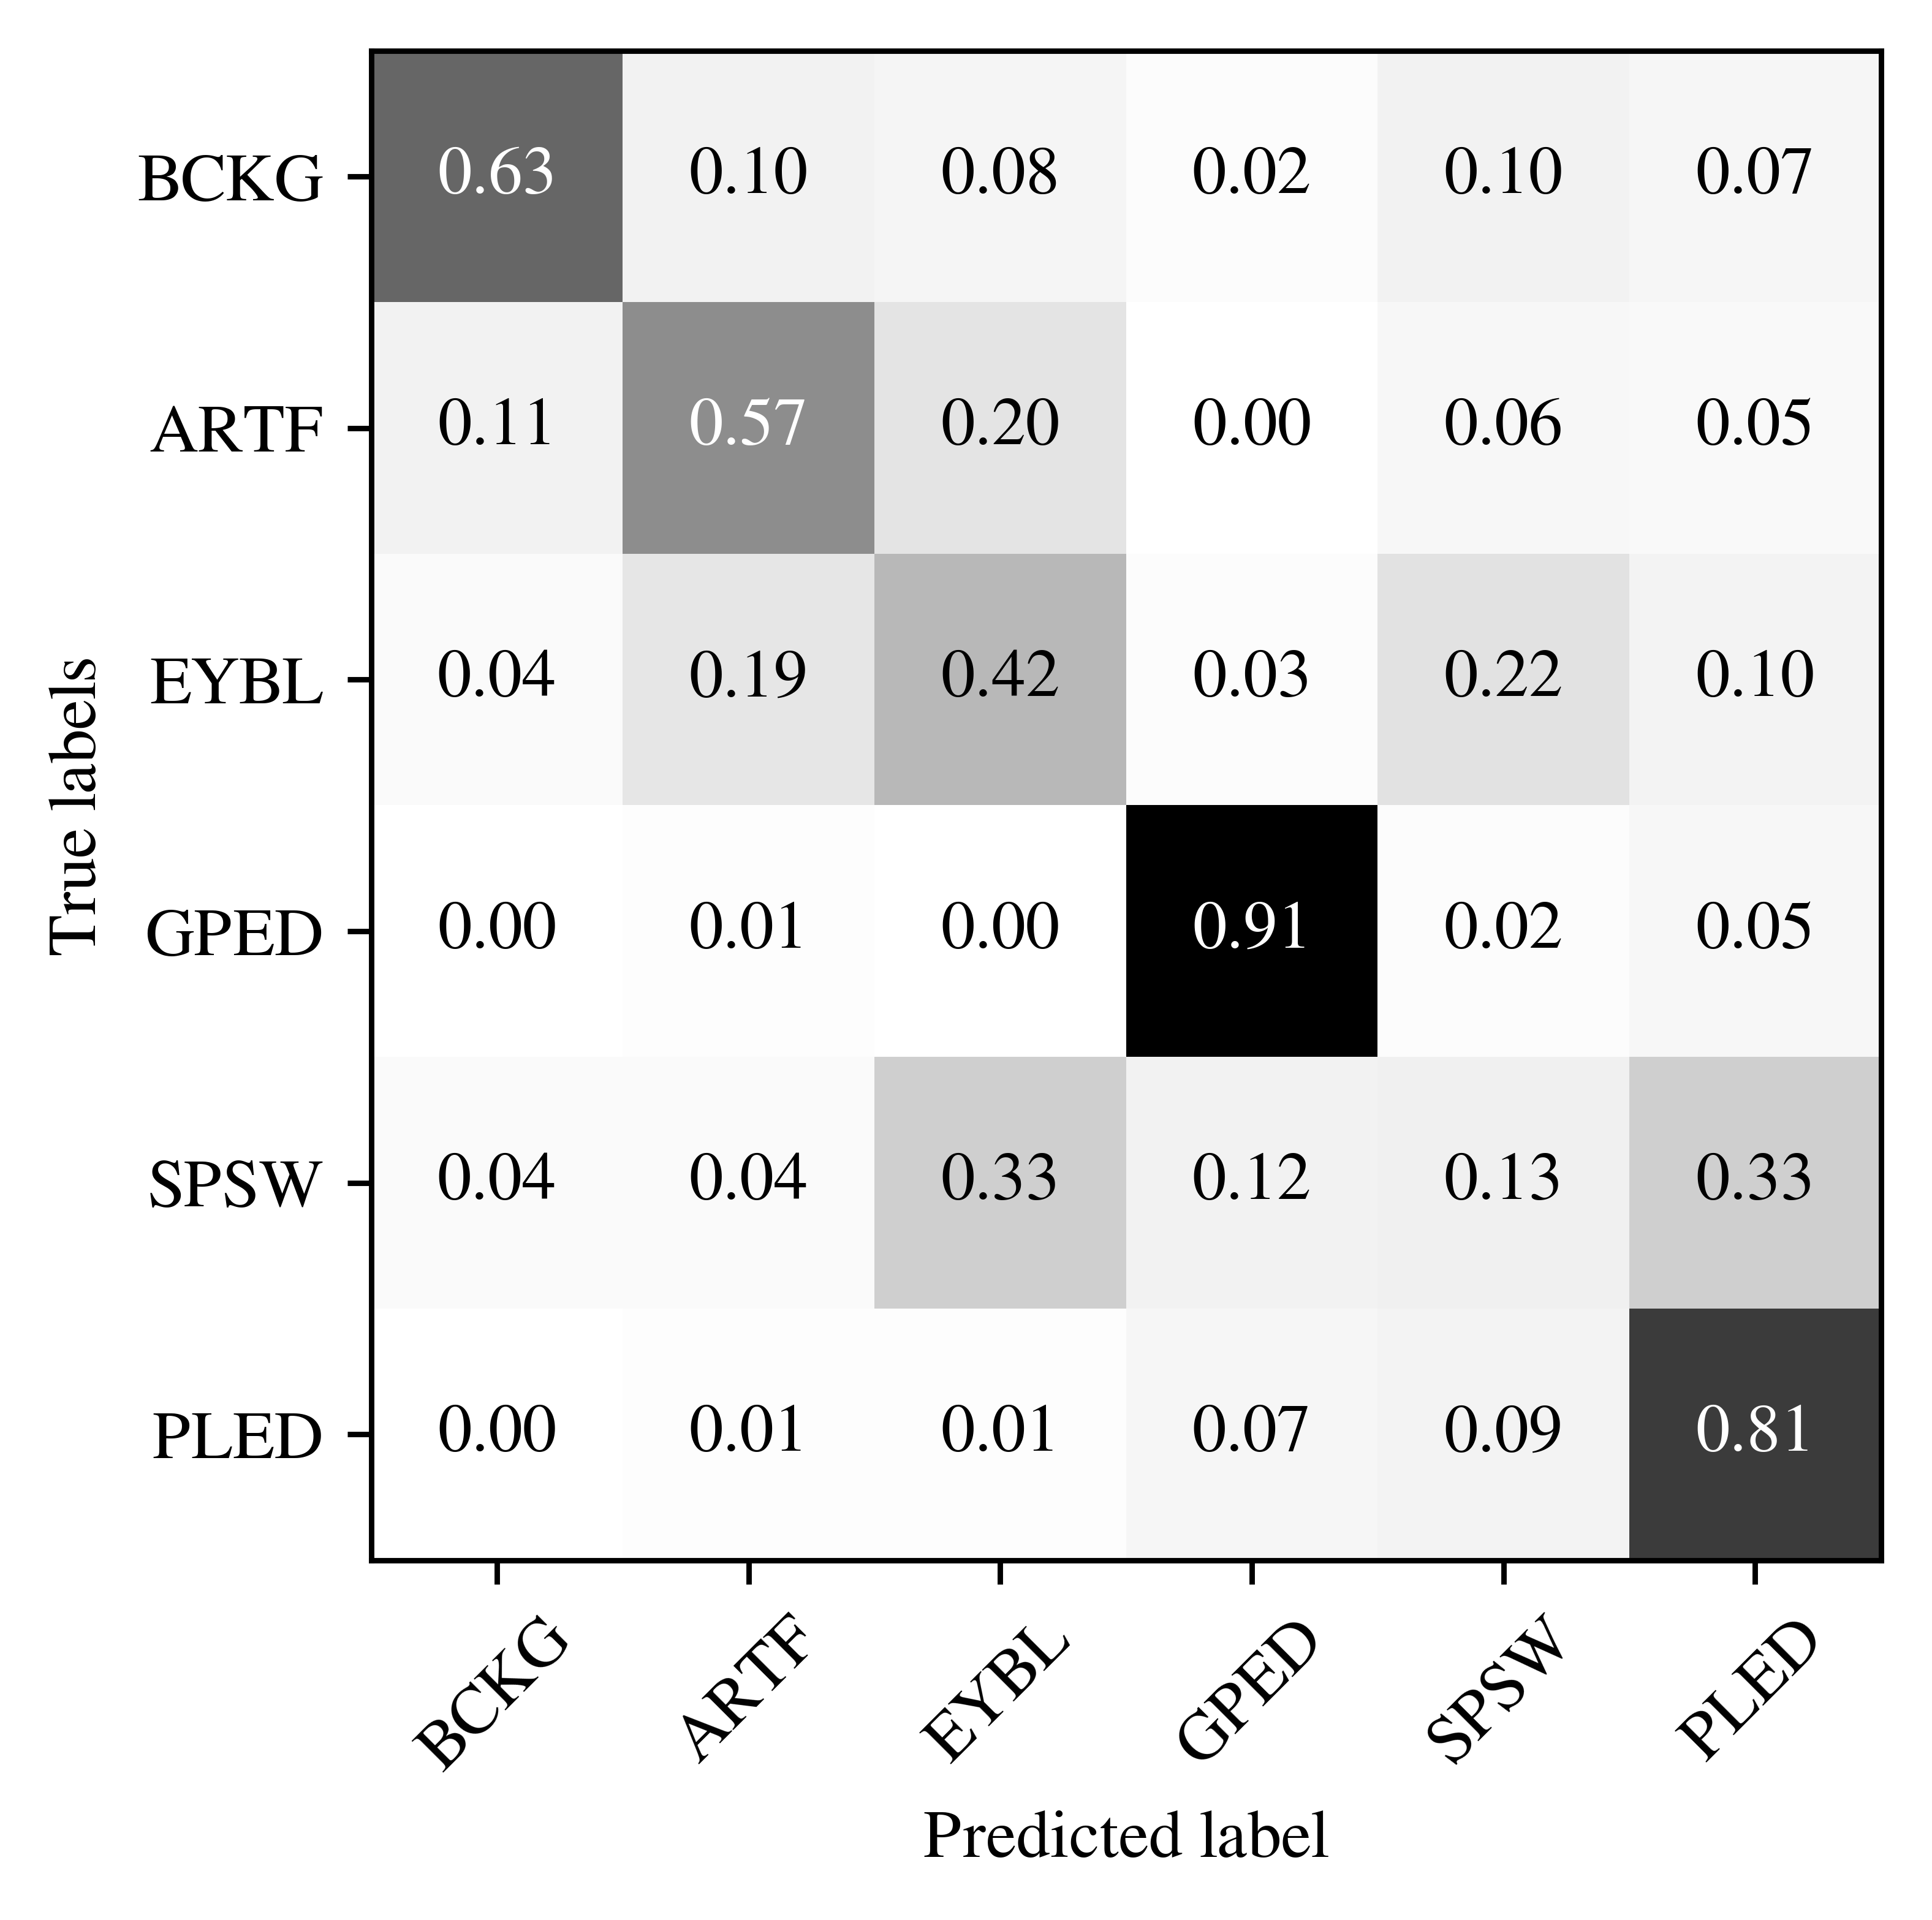 True labels
BCKG 0.63 0.10 0.08 0.02 0.10 0.07
ARTF 0.11 0.57 0.20 0.00 0.06 0.05
EYBL 0.04 0.19 0.42 0.03 0.22 0.10
GPED 0.00 0.01 0.00 0.91 0.02 0.05
SPSW 0.04 0.04 0.33 0.12 0.13 0.33
PLED 0.00 0.01 0.01 0.07 0.09 0.81
BCKG ARTF EYBL GPED SPSW PLED
Predicted label